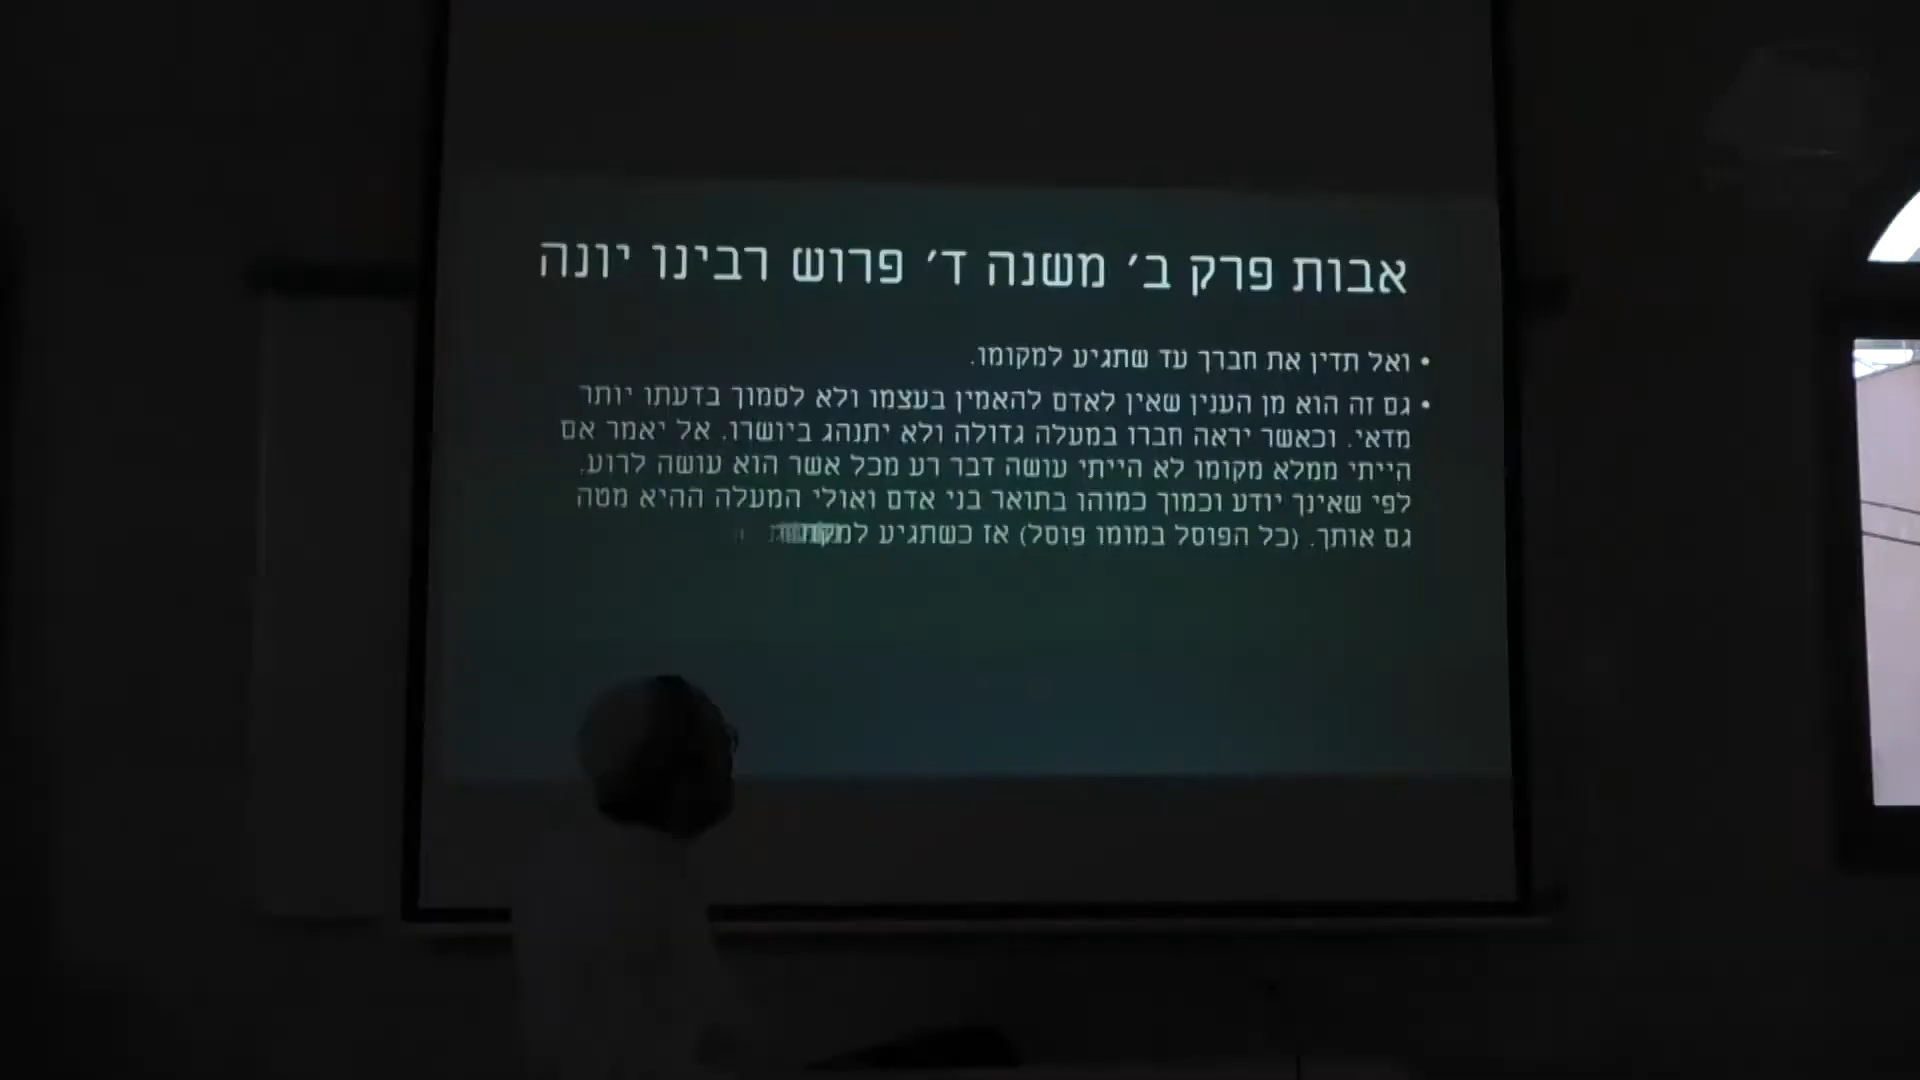 אבות פרק ב׳ משנה ד׳ פרוש רבינו יונה
• ואל תדין את חברך עד שתגיע למקומו.
• גם זה הוא מן הענין שאין לאדם להאמין בעצמו ולא לסמוך בדעתו יותר
מדאי. וכאשר יראה חברו במעלה גדולה ולא יתנהג ביושרו. אל יאמר אם
הייתי ממלא מקומו לא הייתי עושה דבר רע מכל אשר הוא עושה לרוע.
לפי שאינך יודע וכמוך כמוהו בתואר בני אדם ואולי המעלה ההיא מטה
גם אותך. (כל הפוסל במומו פוסל) אז כשתגיע